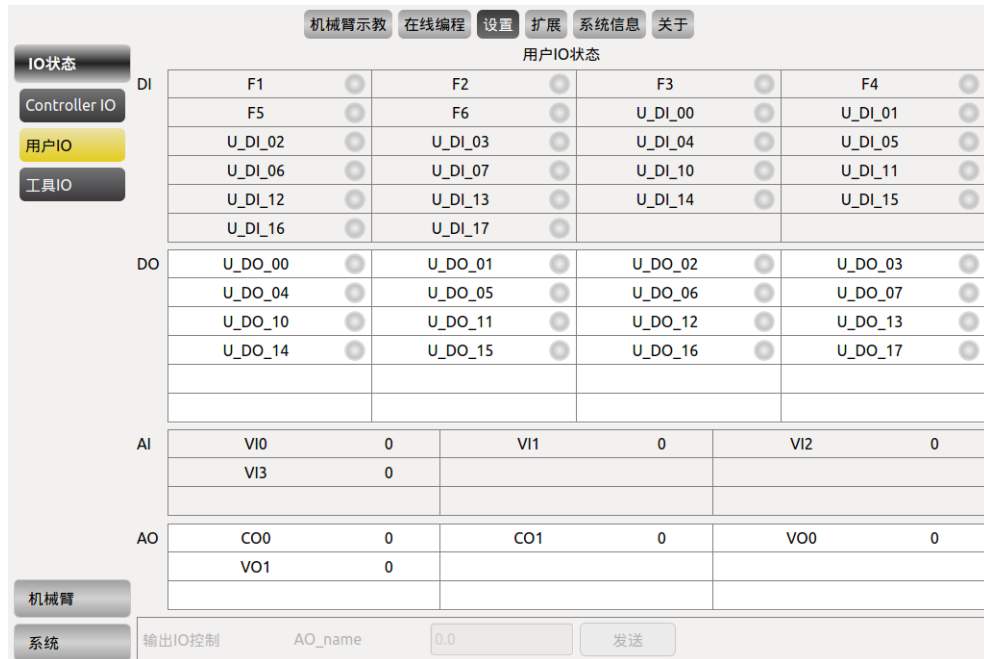 机械臂示教 在线编程 设置 扩展 系统信息 关于
IO状态
Controller IO
用户IO
工具IO
机械臂
系统
用户IO状态
DI F1 F2 F3 F4
F5 F6 U_DI_00 U_DI_01
U_DI_02 U_DI_03 U_DI_04 U_DI_05
U_DI_06 U_DI_07 U_DI_10 U_DI_11
U_DI_12 U_DI_13 U_DI_14 U_DI_15
U_DI_16 U_DI_17
DO U_DO_00 U_DO_01 U_DO_02 U_DO_03
U_DO_04 U_DO_05 U_DO_06 U_DO_07
U_DO_10 U_DO_11 U_DO_12 U_DO_13
U_DO_14 U_DO_15 U_DO_16 U_DO_17
AI VI0 0 VI1 0 VI2 0
VI3 0
AO CO0 0 CO1 0 VO0 0
VO1 0
输出IO控制 AO_name 0.0 发送